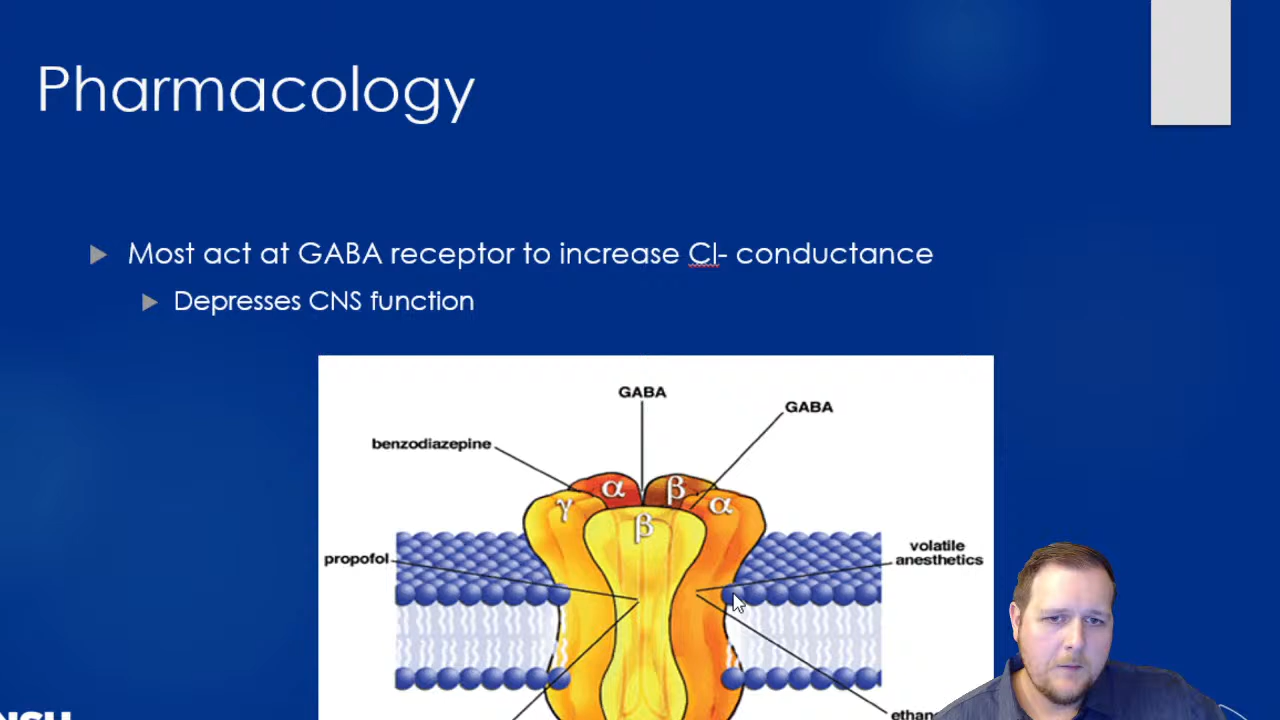 Pharmacology
Most act at GABA receptor to increase Cl- conductance
Depresses CNS function
GABA
GABA
benzodiazepine
α
β
γ
α
β
propofol
volatile
anesthetics